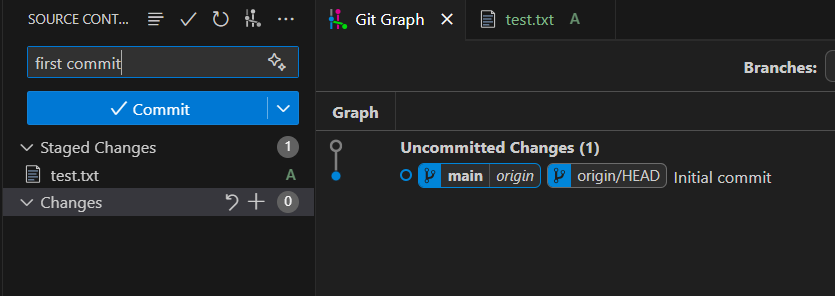 SOURCE CONT...
first commit
Commit
Staged Changes 1
test.txt A
Changes 0
Git Graph
test.txt A
Branches:
Graph
Uncommitted Changes (1)
main origin origin/HEAD Initial commit